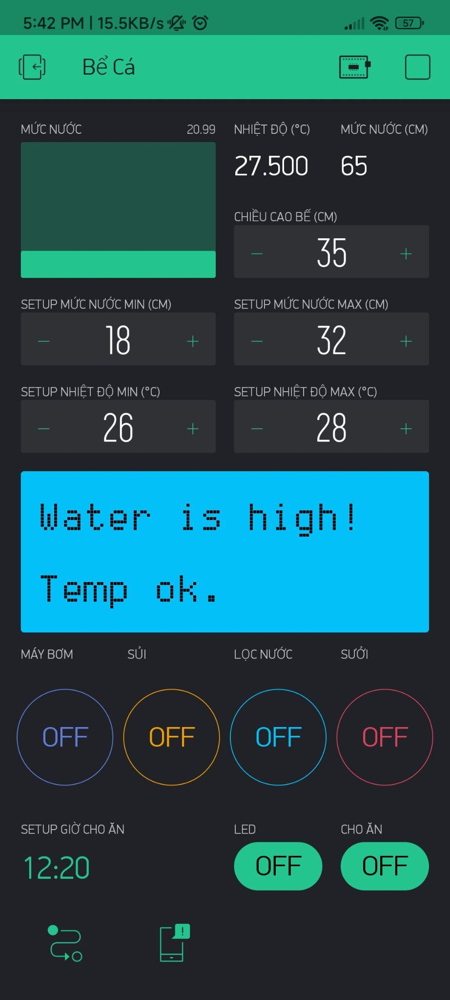 5:42 PM | 15.5KB/s
57
Bể Cá
MỨC NƯỚC 20.99
NHIỆT ĐỘ (°C)
MỨC NƯỚC (CM)
27.500
65
CHIỀU CAO BỂ (CM)
− 35 +
SETUP MỨC NƯỚC MIN (CM)
SETUP MỨC NƯỚC MAX (CM)
− 18 +
− 32 +
SETUP NHIỆT ĐỘ MIN (°C)
SETUP NHIỆT ĐỘ MAX (°C)
− 26 +
− 28 +
Water is high!
Temp ok.
MÁY BƠM
SỦI
LỌC NƯỚC
SƯỞI
OFF
OFF
OFF
OFF
SETUP GIỜ CHO ĂN
LED
CHO ĂN
12:20
OFF
OFF
!